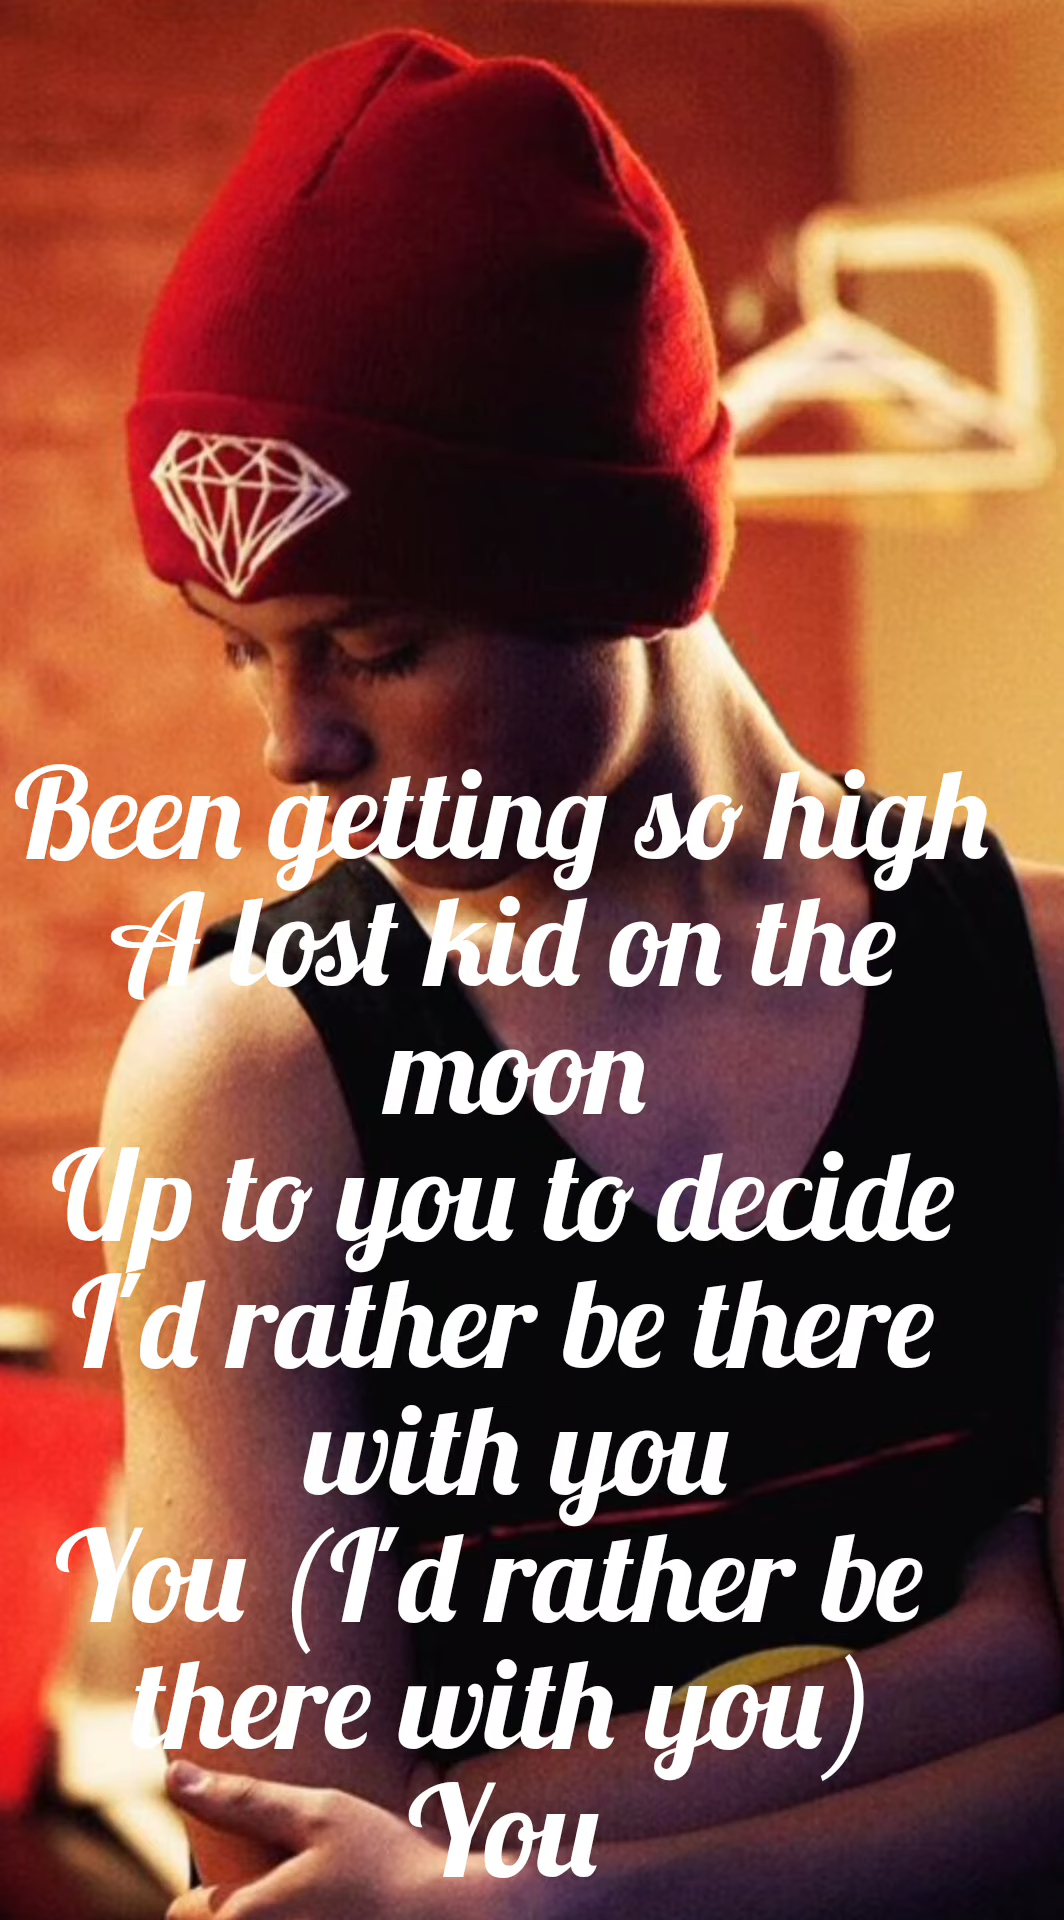 Been getting so high
A lost kid on the
moon
Up to you to decide
I'd rather be there
with you
You (I'd rather be
there with you)
You